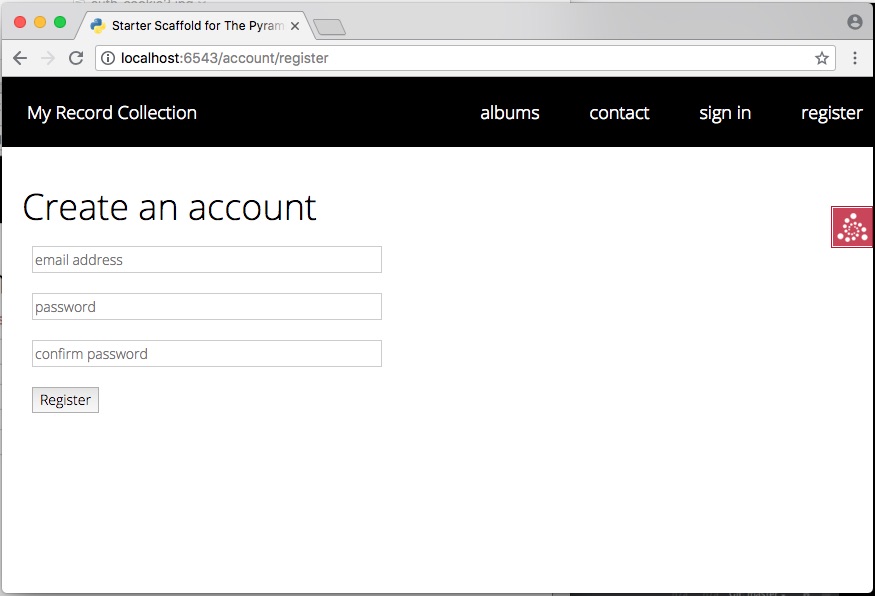 Starter Scaffold for The Pyram
localhost:6543/account/register
My Record Collection albums contact sign in register
Create an account
email address
password
confirm password
Register